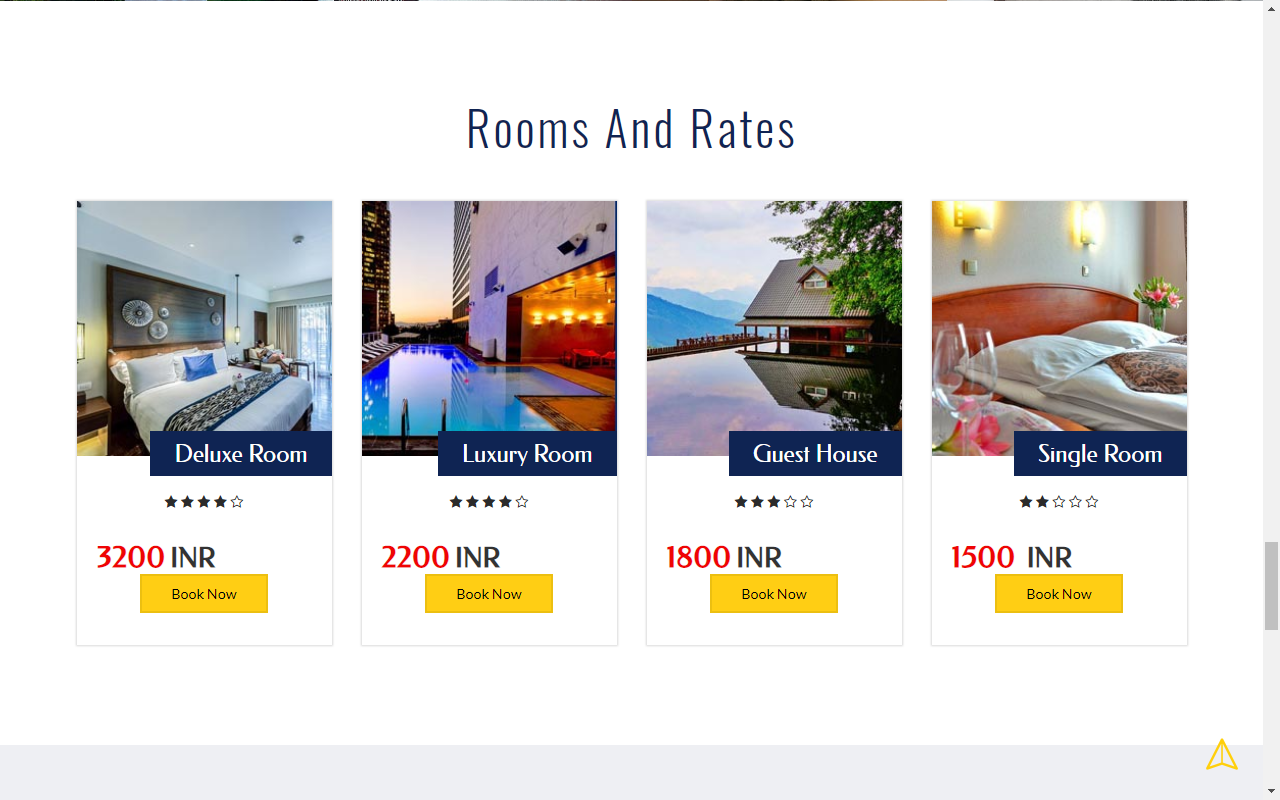 Rooms And Rates
Deluxe Room
3200 INR
Book Now
Luxury Room
2200 INR
Book Now
Guest House
1800 INR
Book Now
Single Room
1500 INR
Book Now